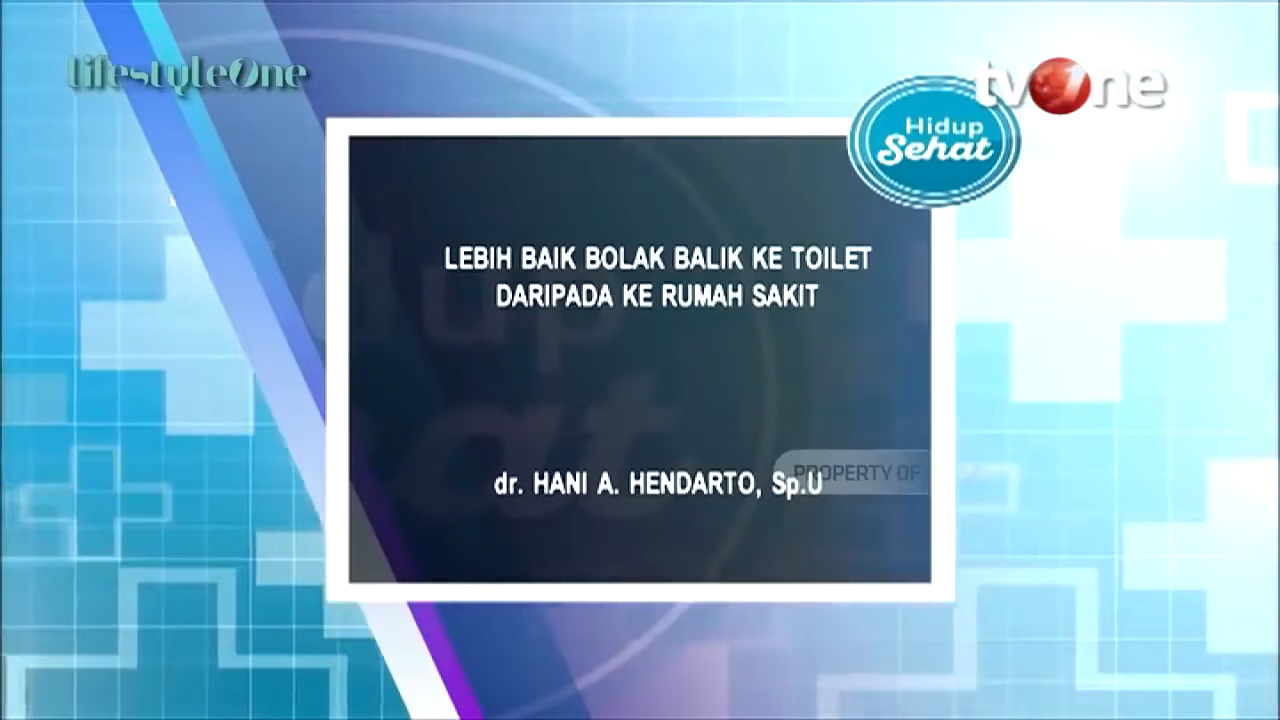 lifestyleOne
tvOne
Hidup
Sehat
LEBIH BAIK BOLAK BALIK KE TOILET
DARIPADA KE RUMAH SAKIT
PROPERTY OF
dr. HANI A. HENDARTO, Sp.U